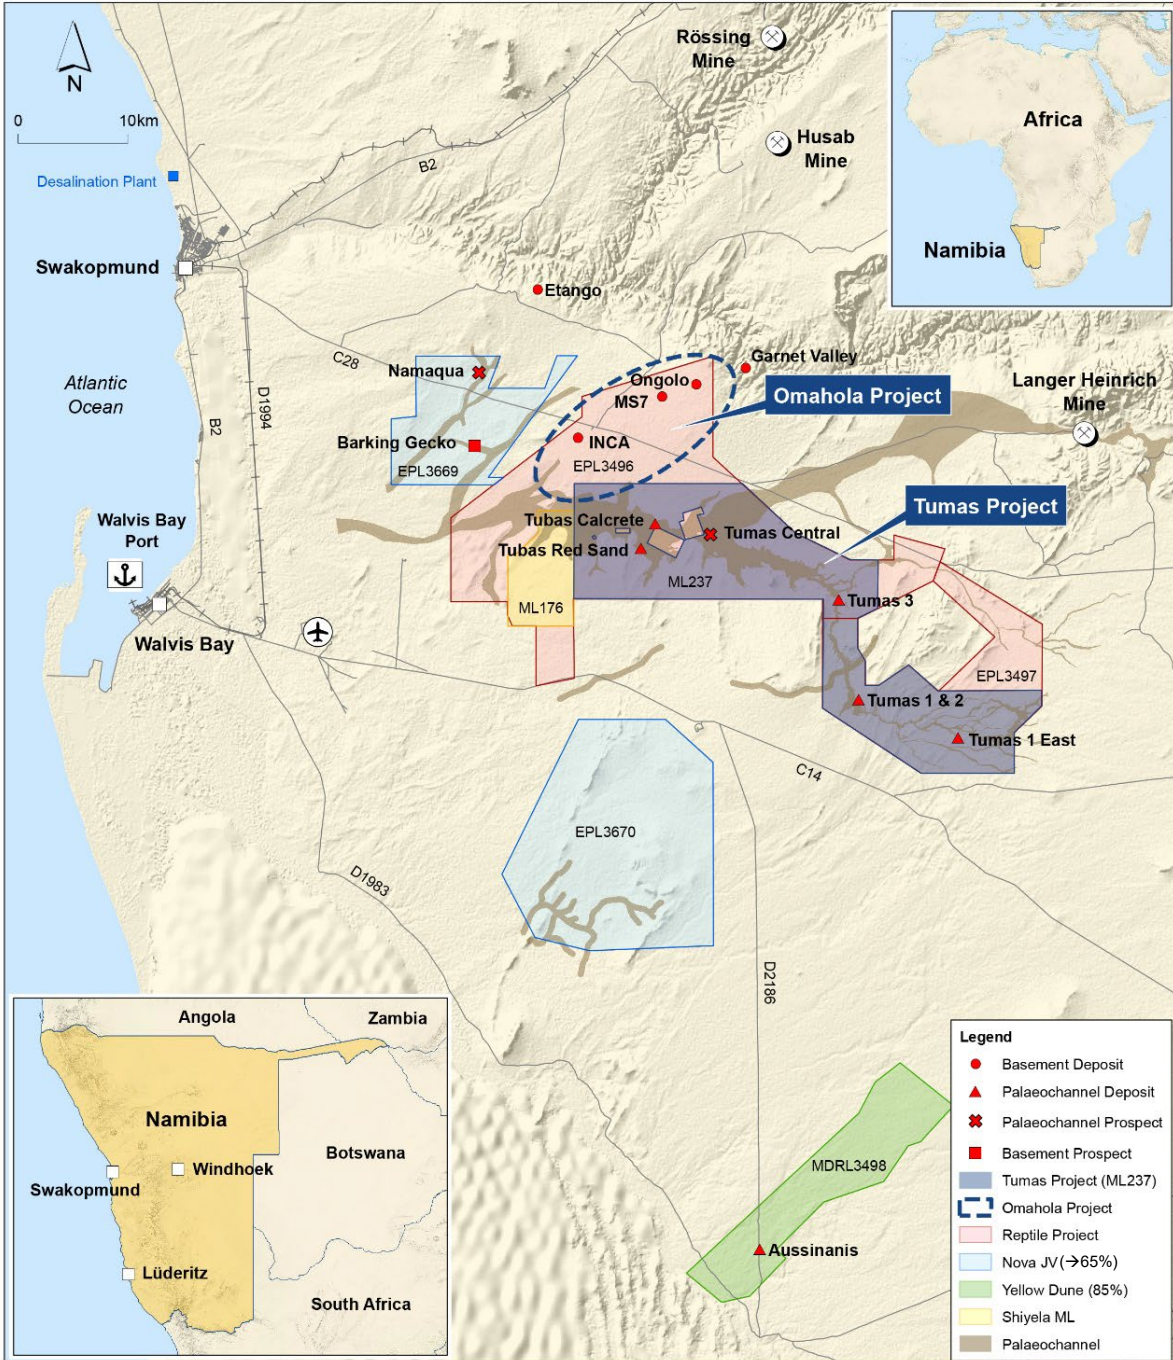 N
0
10km
Desalination Plant
Swakopmund
Atlantic
Ocean
B2
D1994
B2
C28
Rössing
Mine
Husab
Mine
Africa
Namibia
Etango
Namaqua
Barking Gecko
EPL3669
Garnet Valley
Ongolo
MS7
INCA
EPL3496
Omahola Project
Langer Heinrich
Mine
Tumas Project
Walvis Bay
Port
Walvis Bay
Tubas Calcrete
Tubas Red Sand
Tumas Central
ML237
ML176
Tumas 3
EPL3497
Tumas 1 & 2
Tumas 1 East
C14
EPL3670
D1983
D2186
MDRL3498
Aussinanis
Angola
Zambia
Namibia
Botswana
Windhoek
Swakopmund
Lüderitz
South Africa
Legend
Basement Deposit
Palaeochannel Deposit
Palaeochannel Prospect
Basement Prospect
Tumas Project (ML237)
Omahola Project
Reptile Project
Nova JV (→65%)
Yellow Dune (85%)
Shiyela ML
Palaeochannel